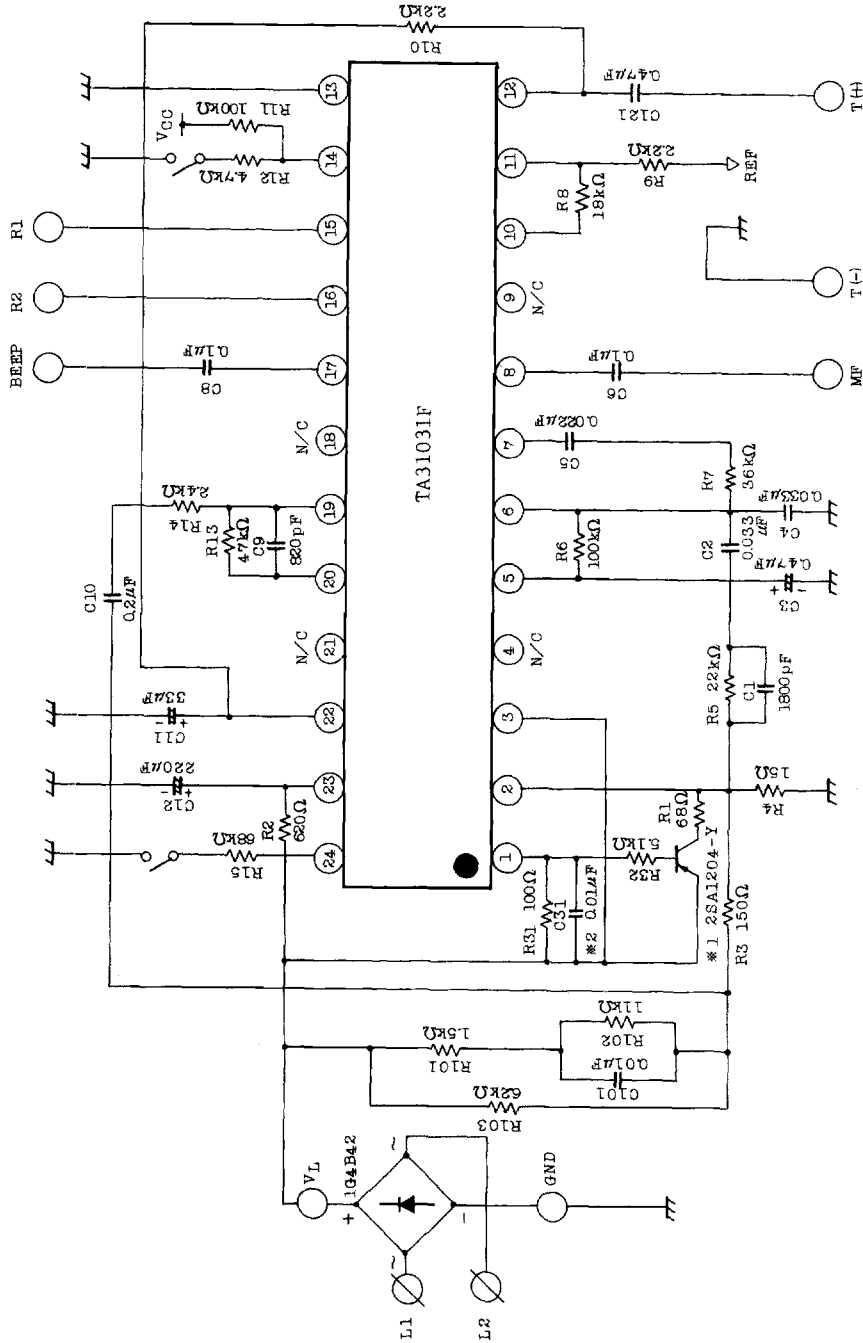 R1
R2
BEEP
VCC
R11
100kΩ
R12
4.7kΩ
C8
0.1μF
R10
2.2kΩ
C10
0.2μF
R14
2.4kΩ
R13
47kΩ
C9
820pF
C11
33μF
C12
220μF
R2
620Ω
R15
68kΩ
N/C
N/C
24
23
22
21
20
19
18
17
16
15
14
13
TA31031F
1
2
3
4
5
6
7
8
9
10
11
12
N/C
N/C
R31
100Ω
C31
※2 0.01μF
R32
5.1kΩ
※1 2SA1204-Y
R1
68Ω
R3 150Ω
R4
15Ω
R5 22kΩ
C1
1800pF
C2
0.033
μF
C3
0.47μF
R6
100kΩ
C4
0.033μF
R7
36kΩ
C5
0.022μF
C6
0.1μF
R8
18kΩ
R9
2.2kΩ
REF
C121
0.47μF
MF
T(-)
T(+)
R101
1.5kΩ
R102
11kΩ
C101
0.01μF
R103
62kΩ
VL
1G4B42
+
-
~
~
GND
L1
L2